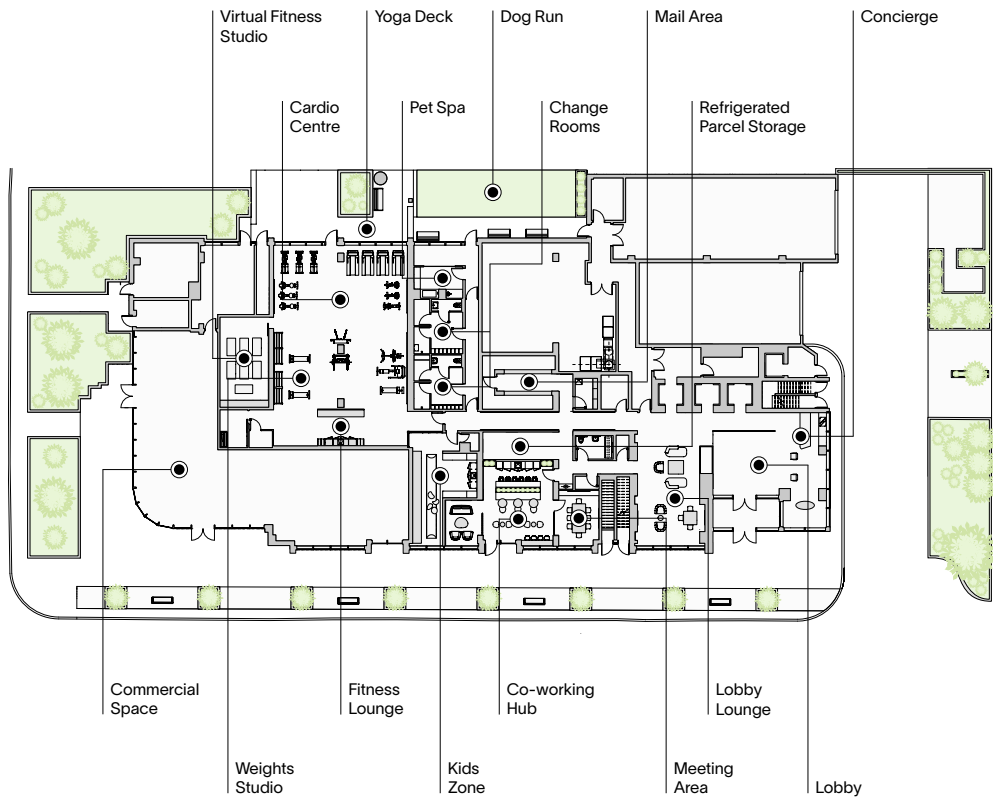 Virtual Fitness
Studio
Yoga Deck
Dog Run
Mail Area
Concierge
Cardio
Centre
Pet Spa
Change
Rooms
Refrigerated
Parcel Storage
Commercial
Space
Fitness
Lounge
Co-working
Hub
Lobby
Lounge
Weights
Studio
Kids
Zone
Meeting
Area
Lobby